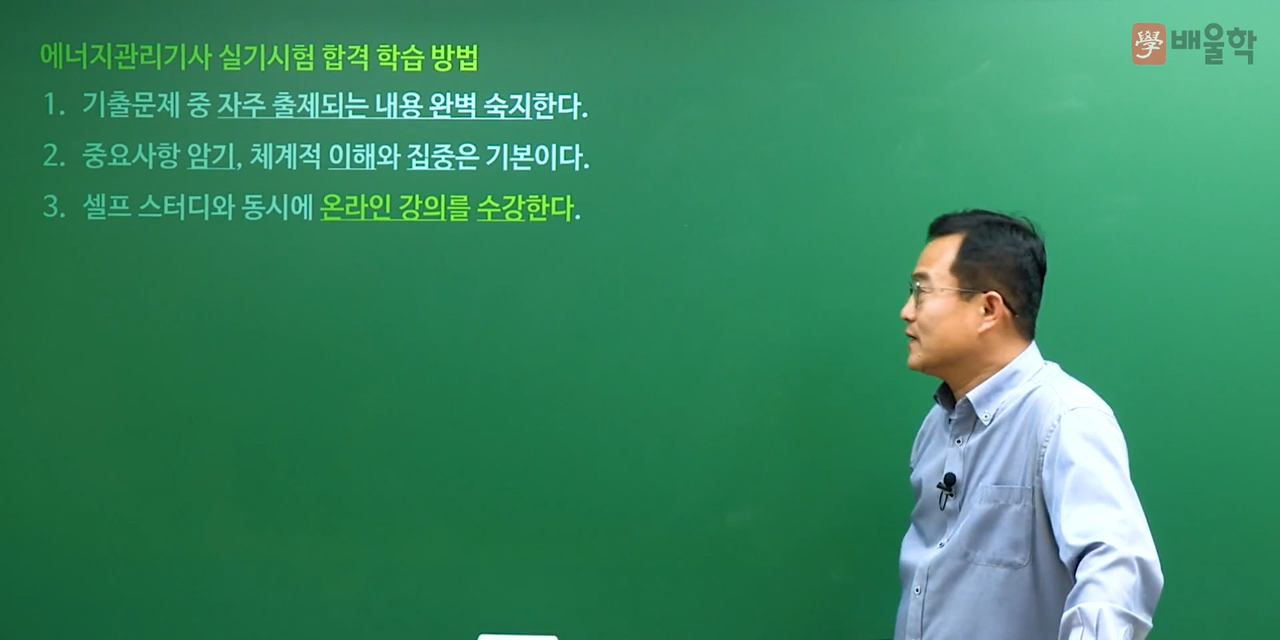 에너지관리기사 실기시험 합격 학습 방법
1. 기출문제 중 자주 출제되는 내용 완벽 숙지한다.
2. 중요사항 암기, 체계적 이해와 집중은 기본이다.
3. 셀프 스터디와 동시에 온라인 강의를 수강한다.
學 배울학